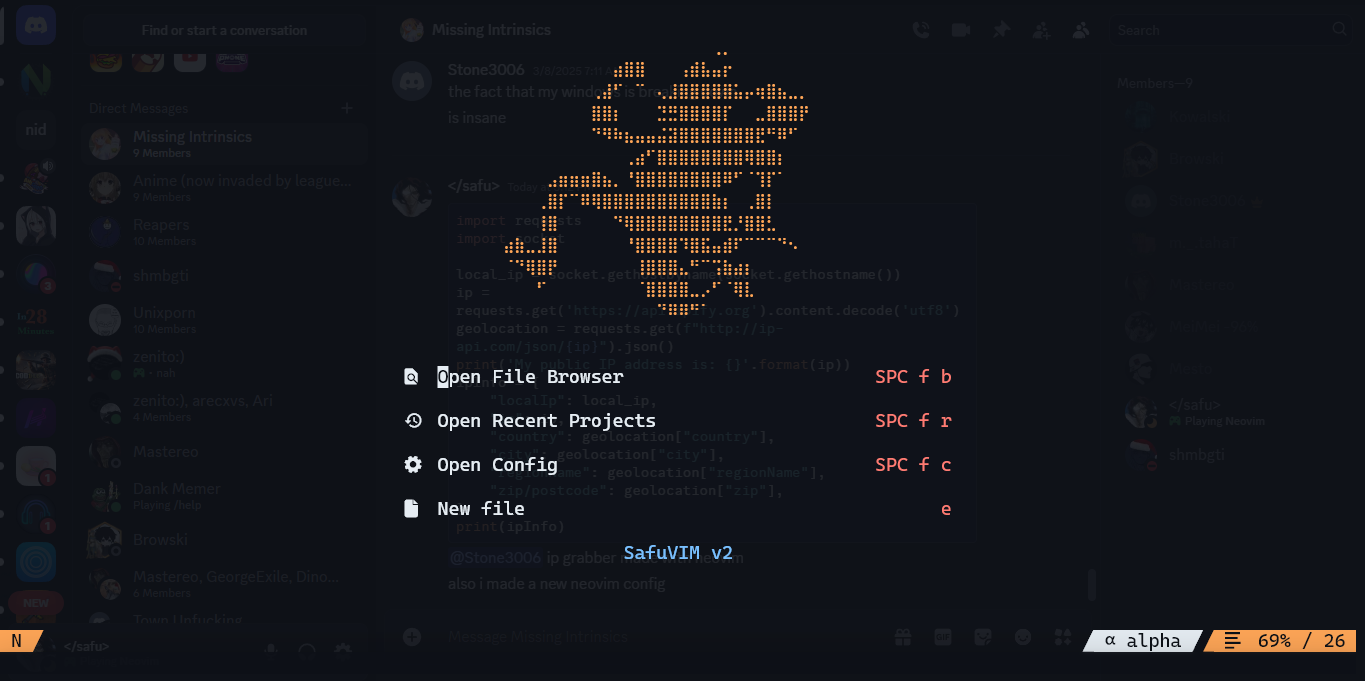 Find or start a conversation
Missing Intrinsics
Search
Stone3006 3/8/2025
the fact that my windows is
is insane
Direct Messages
nid
Missing Intrinsics
9 Members
Anime (now invaded by league...
9 Members
Reapers
10 Members
shmbgti
Unixporn
10 Members
zenito:)
nah
zenito:), arecxvs, Ari
4 Members
Mastereo
Dank Memer
Playing /help
Browski
Mastereo, GeorgeExile, Dino...
6 Members
NEW
Town Unfucking
</safu>
</safu> Today
import requests
import socket
local_ip = socket.gethostbyname(socket.gethostname())
ip =
requests.get('https://api.ipify.org').content.decode('utf8')
geolocation = requests.get(f"http://ip-
api.com/json/{ip}").json()
print('My public IP address is: {}'.format(ip))
"localIp": local_ip,
"country": geolocation["country"],
"city": geolocation["city"],
"regionName": geolocation["regionName"],
"zip/postcode": geolocation["zip"],
print(ipInfo)
@Stone3006 ip grabber made with neovim
also i made a new neovim config
Message Missing Intrinsics
Open File Browser SPC f b
Open Recent Projects SPC f r
Open Config SPC f c
New file e
SafuVIM v2
Members—9
</safu>
Playing Neovim
shmbgti
N
α alpha
69% / 26